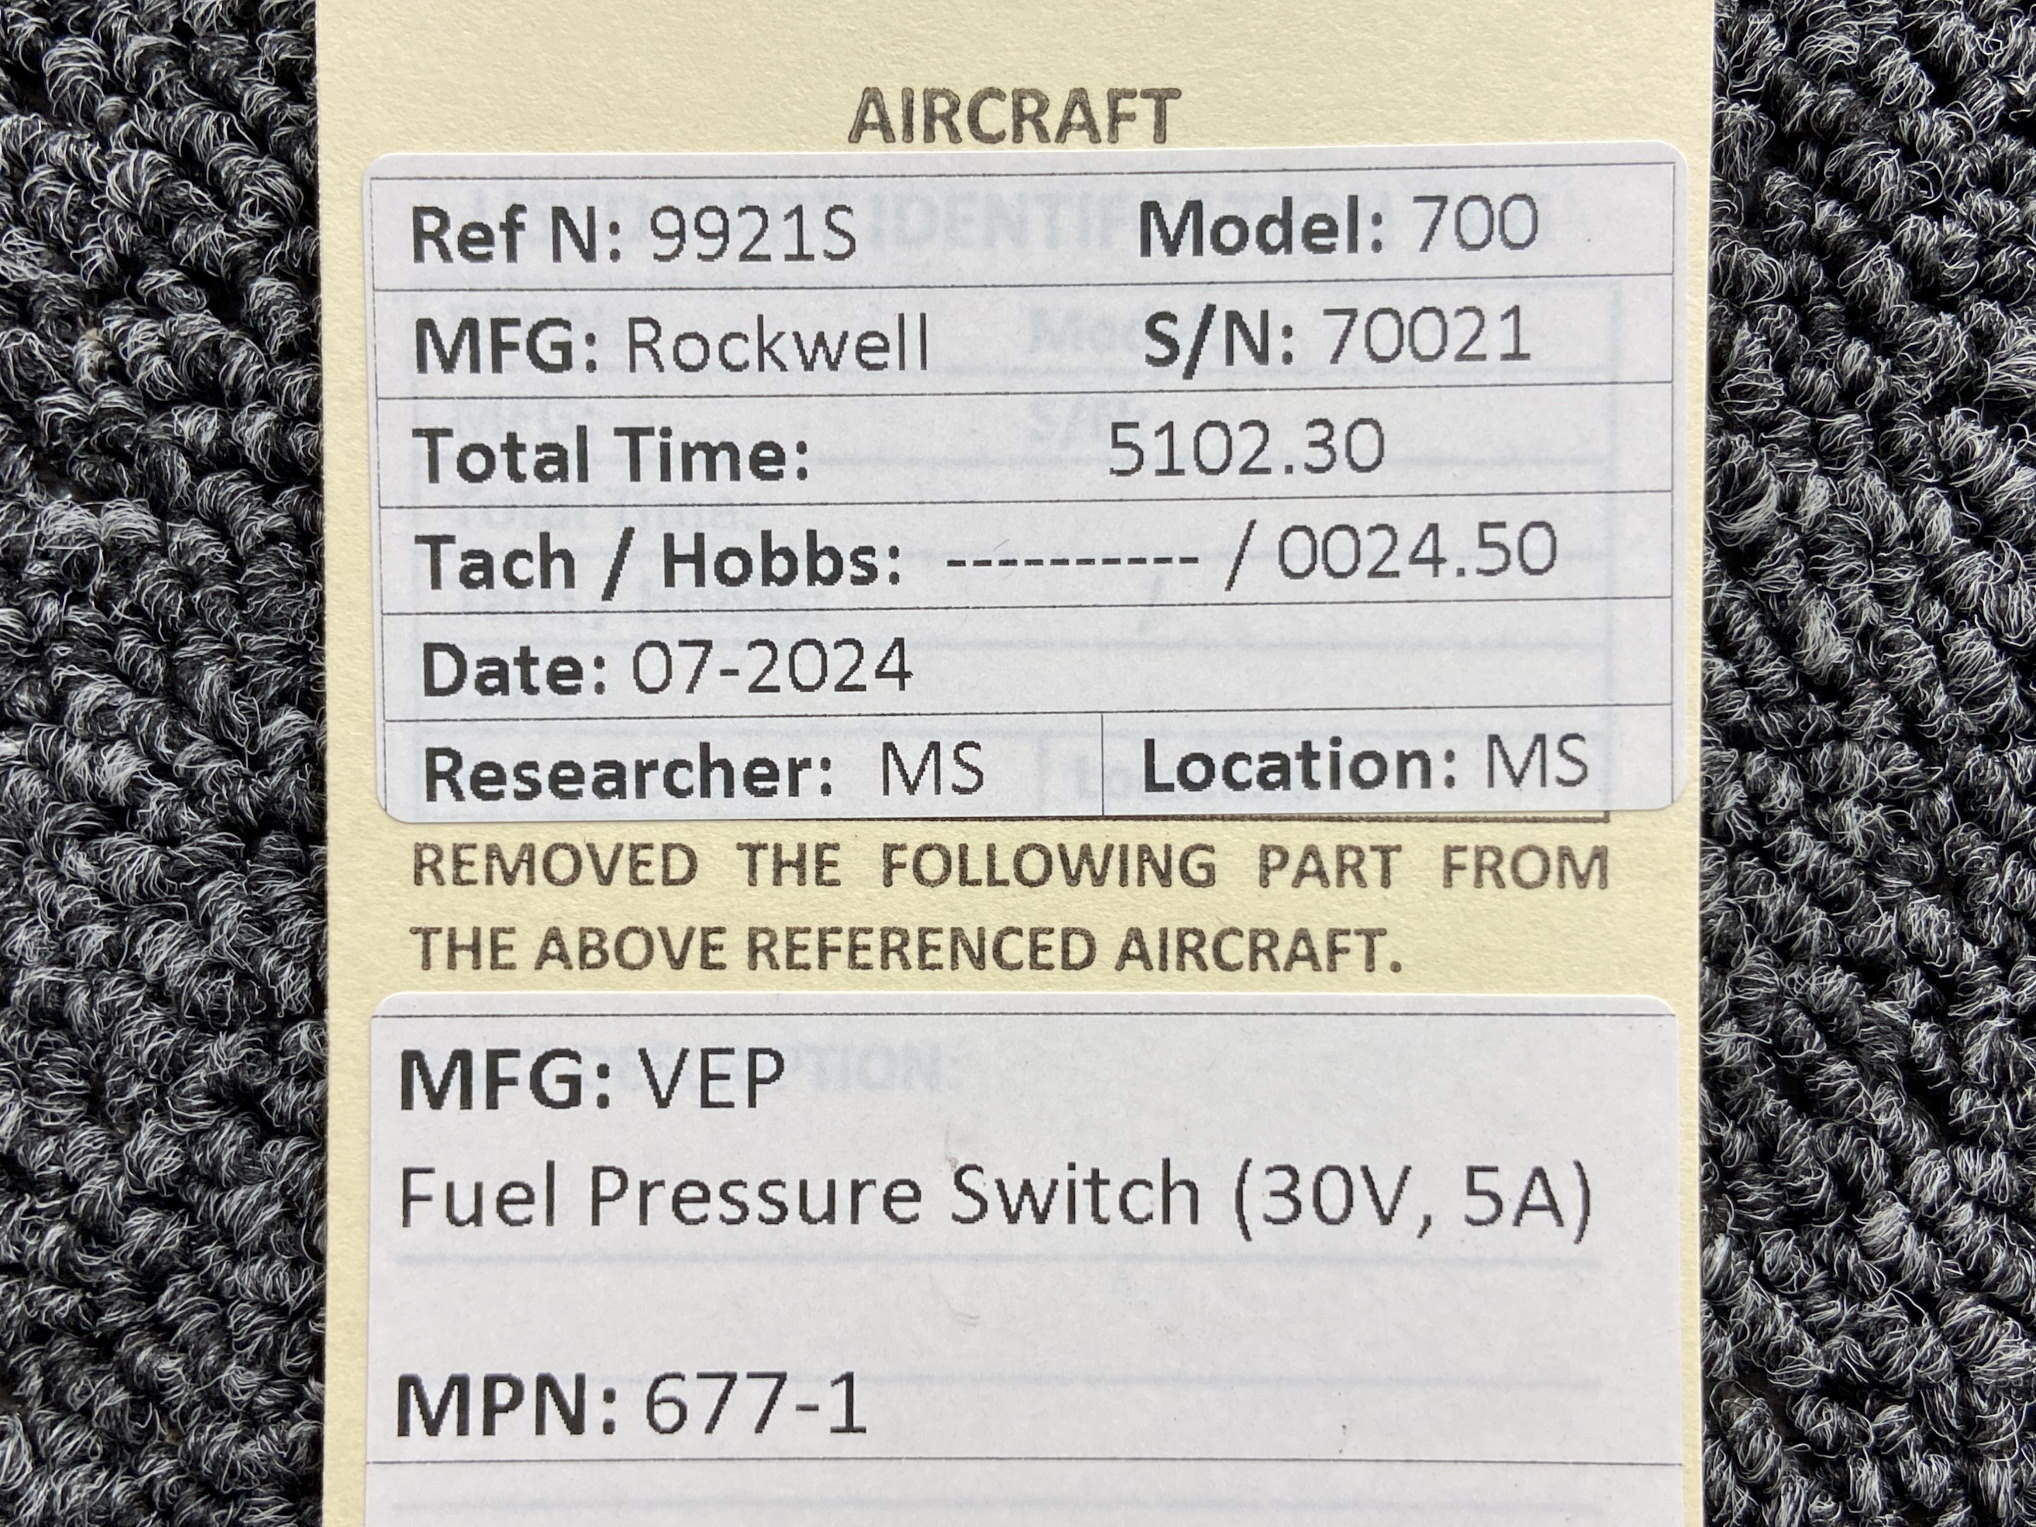 AIRCRAFT
Ref N: 9921S Model: 700
MFG: Rockwell S/N: 70021
Total Time: 5102.30
Tach / Hobbs: ---------- / 0024.50
Date: 07-2024
Researcher: MS Location: MS
REMOVED THE FOLLOWING PART FROM
THE ABOVE REFERENCED AIRCRAFT.
MFG: VEP
Fuel Pressure Switch (30V, 5A)
MPN: 677-1